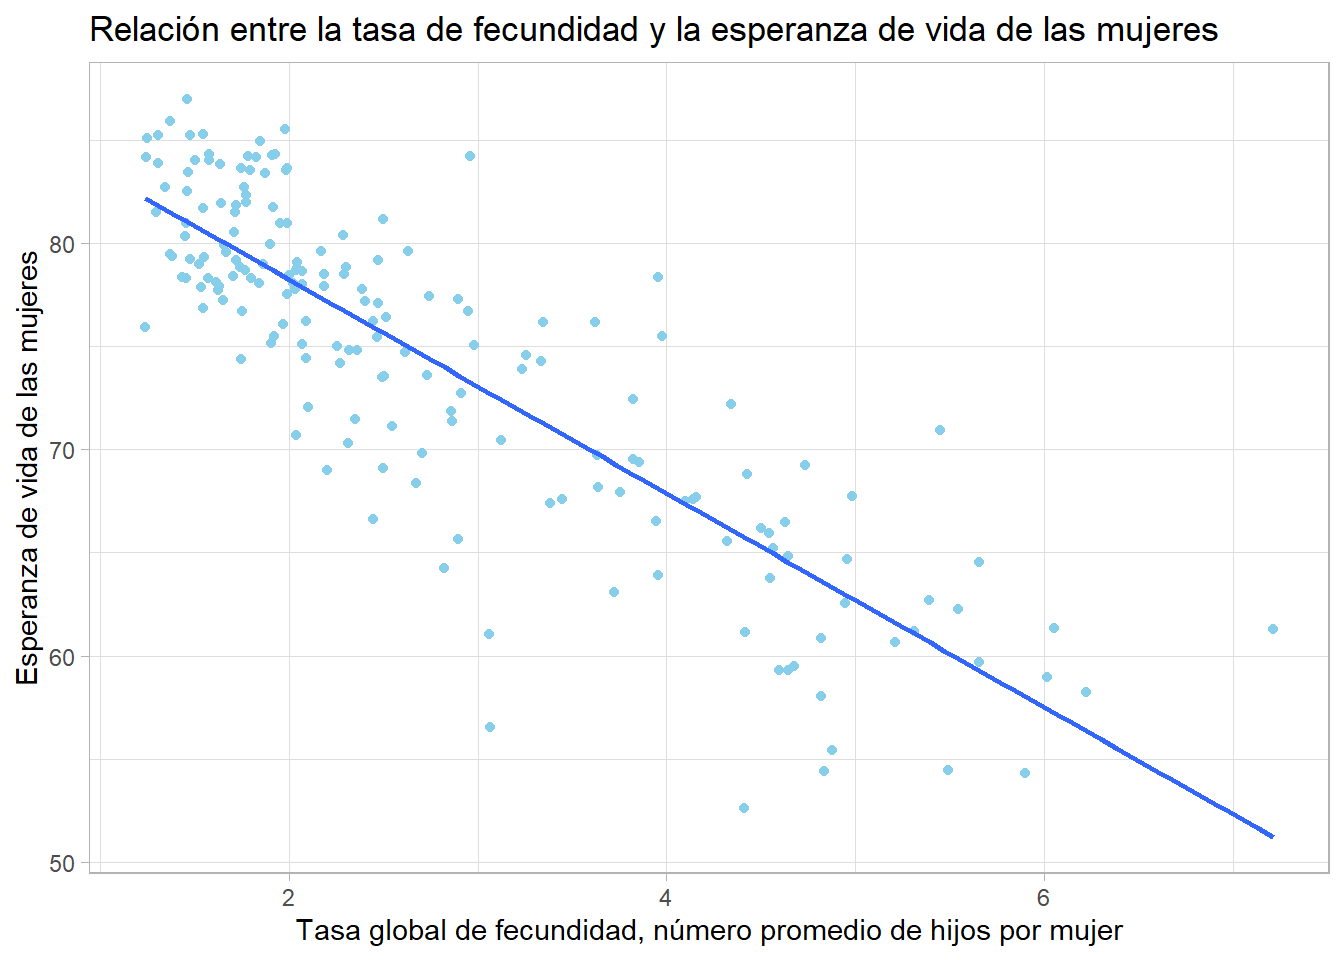 Relación entre la tasa de fecundidad y la esperanza de vida de las mujeres
Esperanza de vida de las mujeres
80
70
60
50
2
4
6
Tasa global de fecundidad, número promedio de hijos por mujer